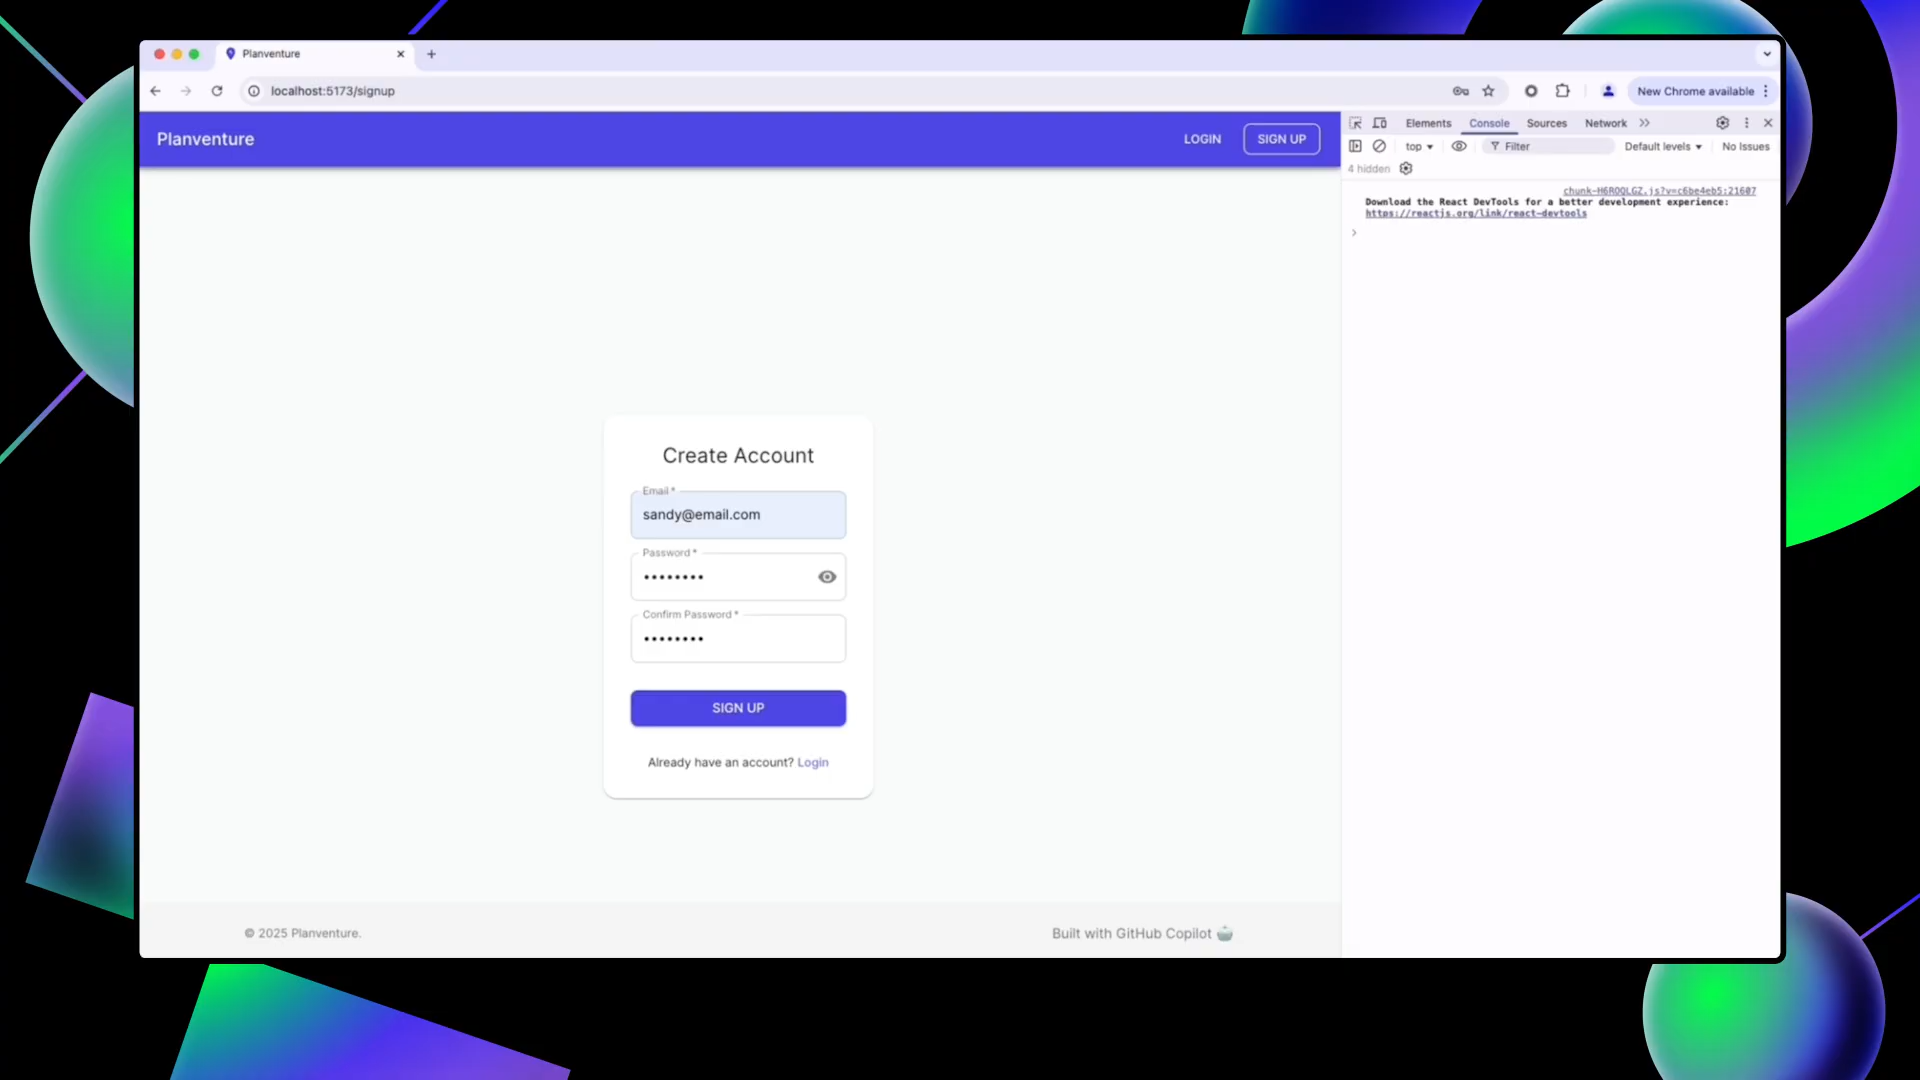 Planventure
localhost:5173/signup
New Chrome available
Planventure
LOGIN
SIGN UP
Elements Console Sources Network
top
Filter
Default levels
No Issues
4 hidden
chunk-H6ROQLGZ.js?v=c6be4eb5:21607
Download the React DevTools for a better development experience:
https://reactjs.org/link/react-devtools
Create Account
Email *
sandy@email.com
Password *
••••••••
Confirm Password *
••••••••
SIGN UP
Already have an account? Login
© 2025 Planventure.
Built with GitHub Copilot